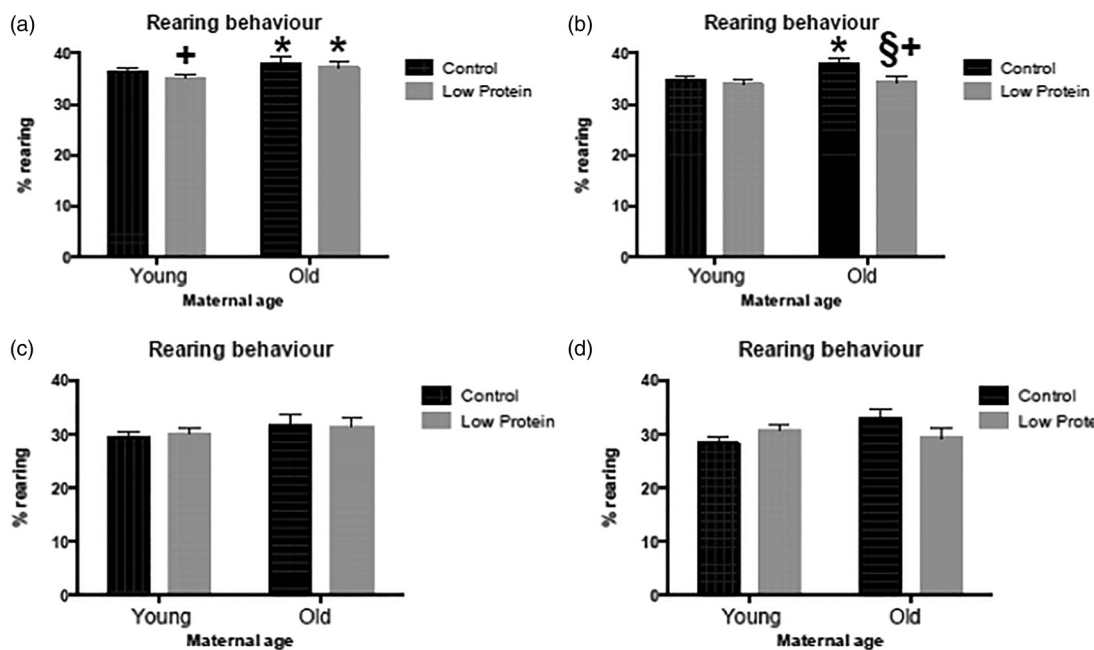 (a)
Rearing behaviour
+ * *
40
30
20
10
0
% rearing
Young Old
Maternal age
Control
Low Protein
(b)
Rearing behaviour
* §+
40
30
20
10
0
% rearing
Young Old
Maternal age
Control
Low Protein
(c)
Rearing behaviour
40
30
20
10
0
% rearing
Young Old
Maternal age
Control
Low Protein
(d)
Rearing behaviour
40
30
20
10
0
% rearing
Young Old
Maternal age
Control
Low Prote